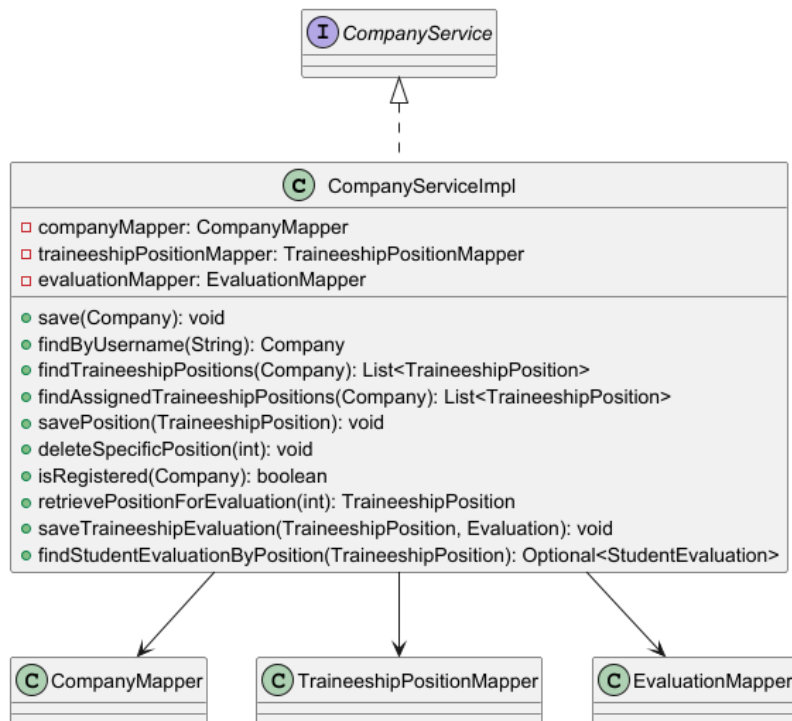 I CompanyService
C CompanyServiceImpl
companyMapper: CompanyMapper
traineeshipPositionMapper: TraineeshipPositionMapper
evaluationMapper: EvaluationMapper
save(Company): void
findByUsername(String): Company
findTraineeshipPositions(Company): List<TraineeshipPosition>
findAssignedTraineeshipPositions(Company): List<TraineeshipPosition>
savePosition(TraineeshipPosition): void
deleteSpecificPosition(int): void
isRegistered(Company): boolean
retrievePositionForEvaluation(int): TraineeshipPosition
saveTraineeshipEvaluation(TraineeshipPosition, Evaluation): void
findStudentEvaluationByPosition(TraineeshipPosition): Optional<StudentEvaluation>
C CompanyMapper
C TraineeshipPositionMapper
C EvaluationMapper